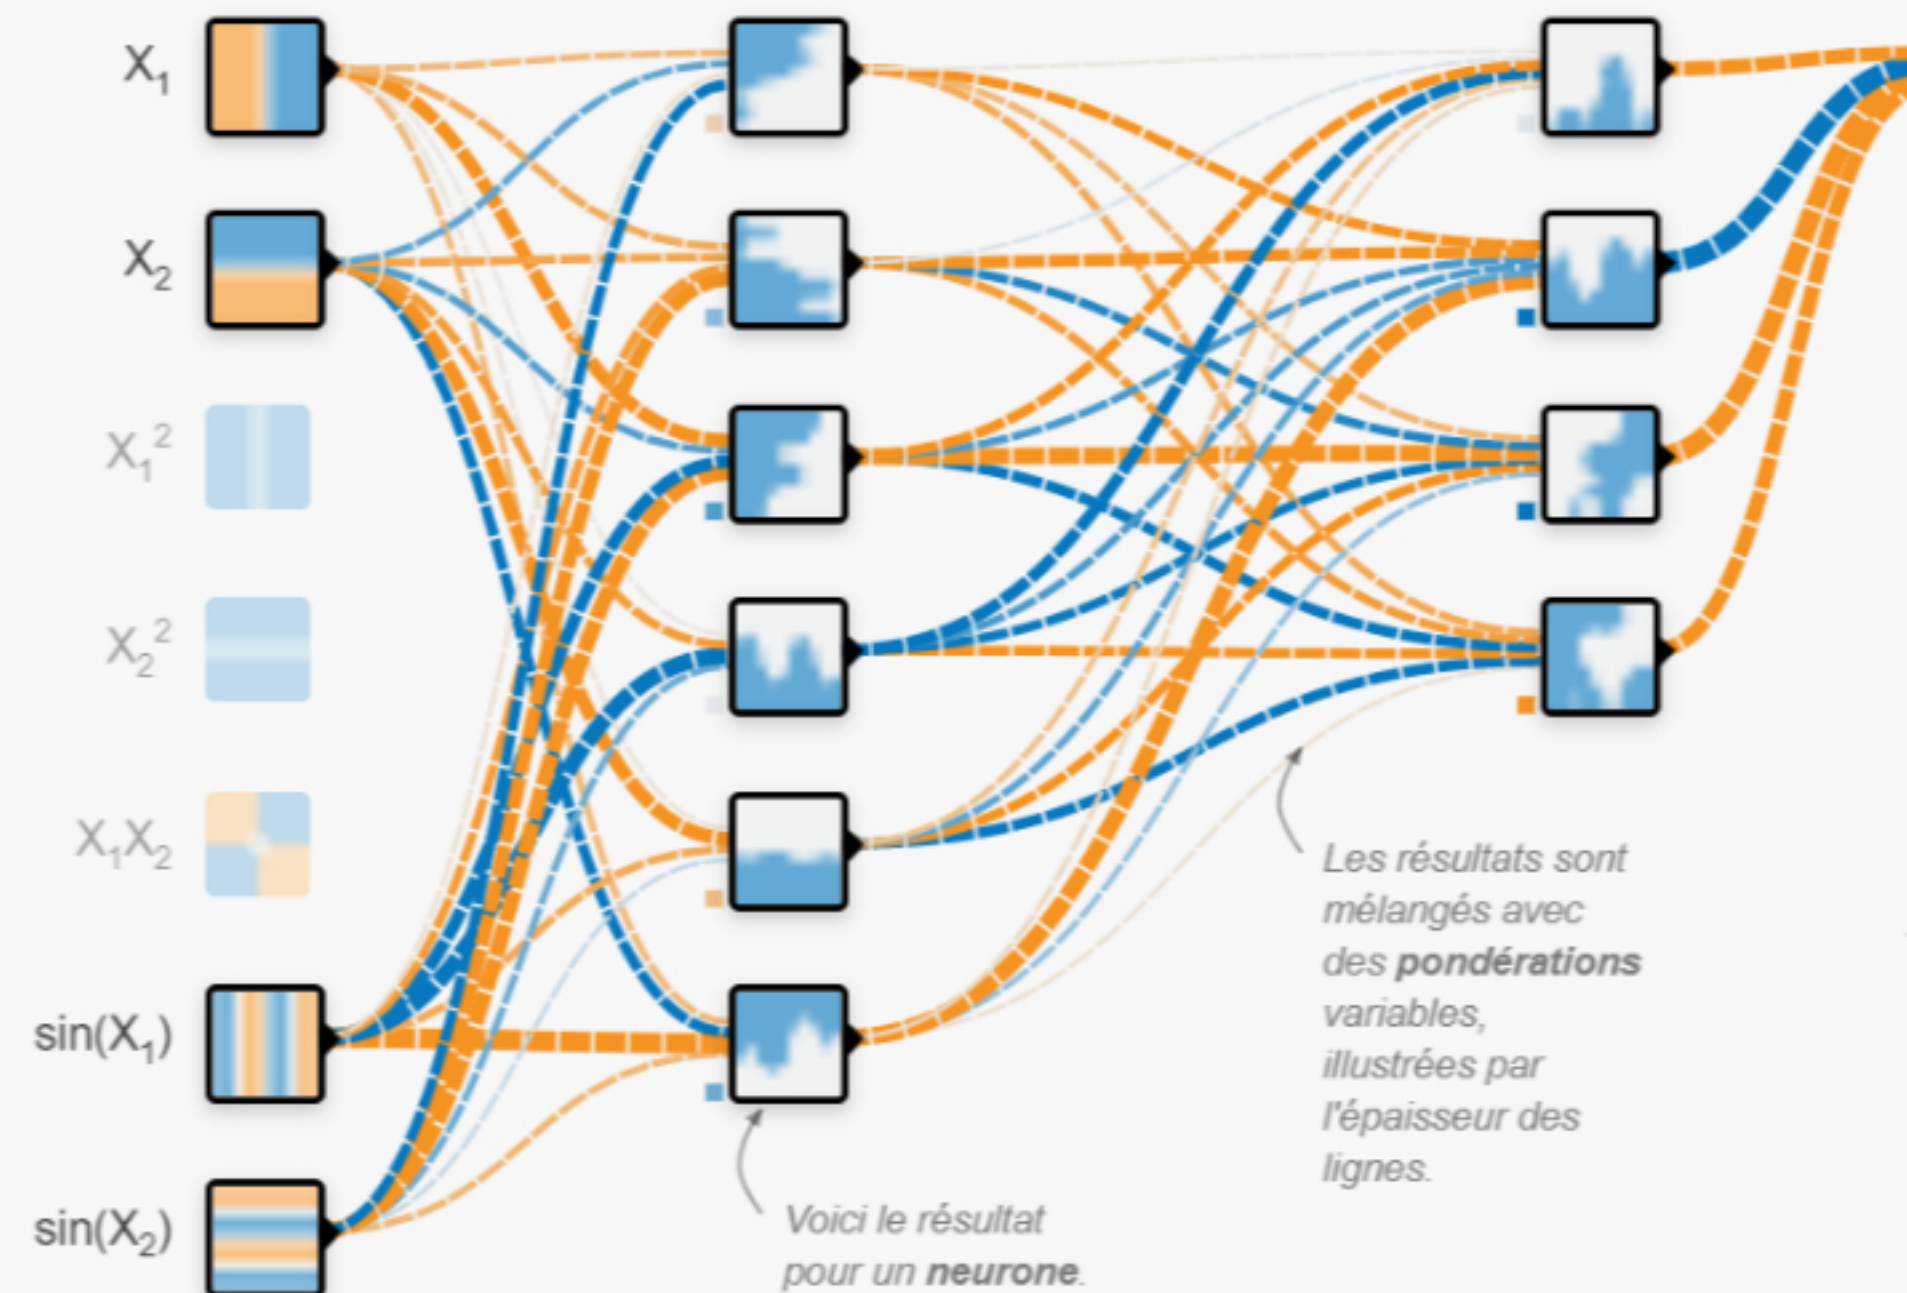 X₁
X₂
X₁²
X₂²
X₁X₂
sin(X₁)
sin(X₂)
Les résultats sont
mélangés avec
des pondérations
variables,
illustrées par
l'épaisseur des
lignes.
Voici le résultat
pour un neurone.